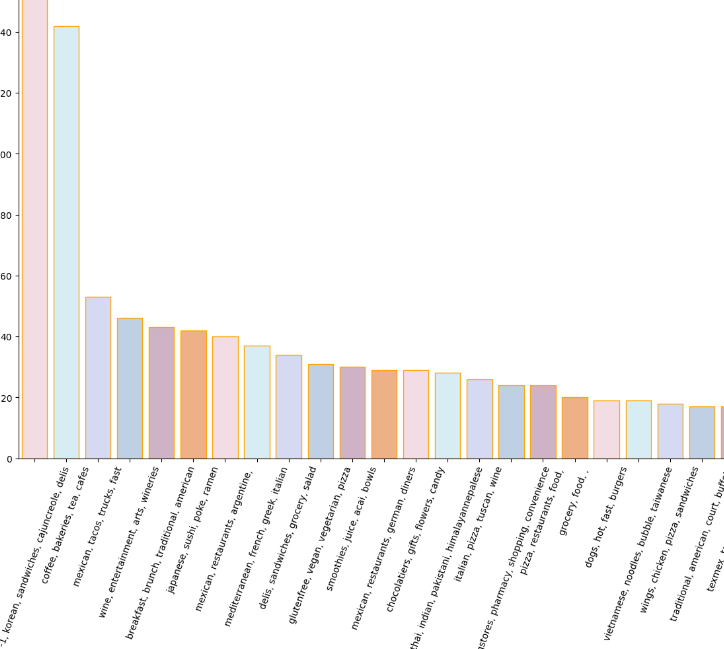 40
20
00
80
60
40
20
0
-1, korean, sandwiches, cajuncreole, delis
coffee, bakeries, tea, cafes
mexican, tacos, trucks, fast
wine, entertainment, arts, wineries
breakfast, brunch, traditional, american
japanese, sushi, poke, ramen
mexican, restaurants, argentine,
mediterranean, french, greek, italian
delis, sandwiches, grocery, salad
glutenfree, vegan, vegetarian, pizza
smoothies, juice, acai, bowls
mexican, restaurants, german, diners
chocolatiers, gifts, flowers, candy
thai, indian, pakistani, himalayannepalese
italian, pizza, tuscan, wine
gstores, pharmacy, shopping, convenience
pizza, restaurants, food,
grocery, food, ,
dogs, hot, fast, burgers
vietnamese, noodles, bubble, taiwanese
wings, chicken, pizza, sandwiches
traditional, american, court, buff
texmex,